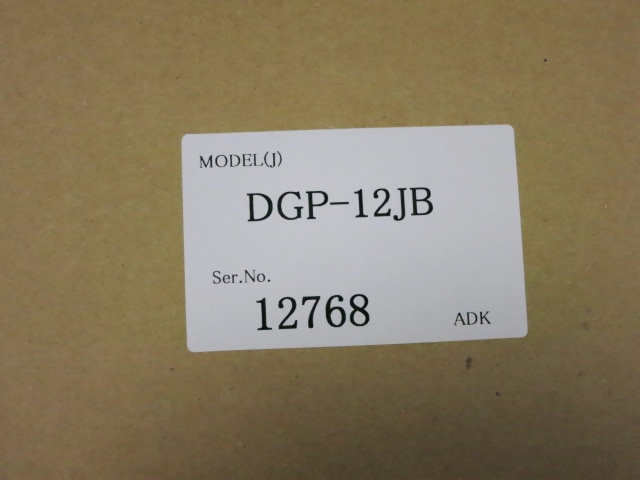 MODEL(J)
DGP-12JB
Ser.No.
12768
ADK